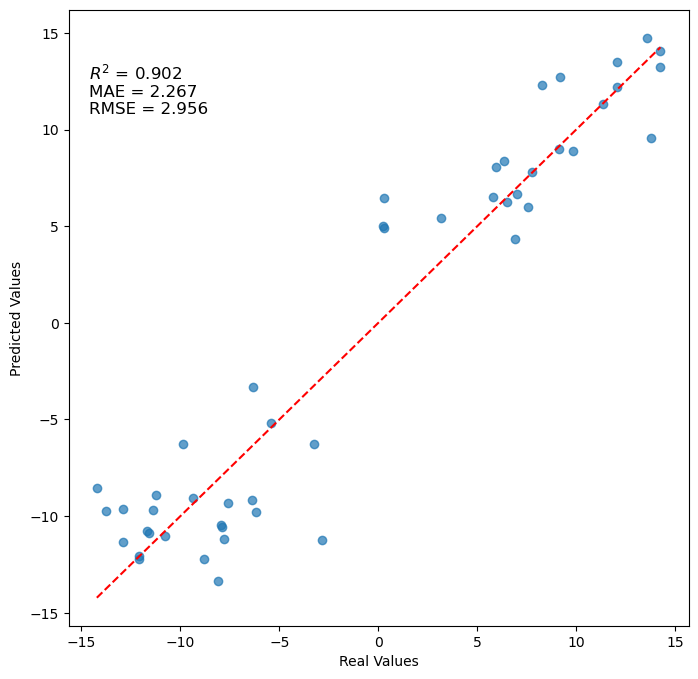 R² = 0.902
MAE = 2.267
RMSE = 2.956
Predicted Values
15
10
5
0
−5
−10
−15
−15
−10
−5
0
5
10
15
Real Values